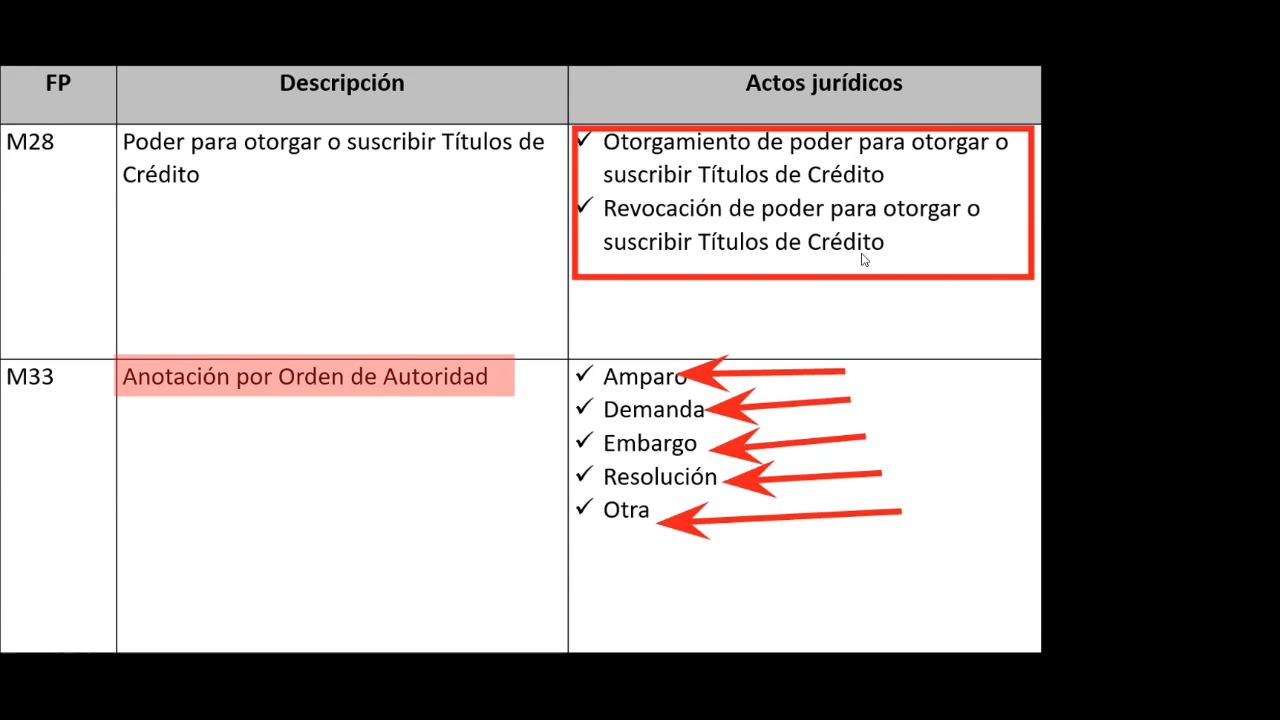 FP Descripción Actos jurídicos
M28 Poder para otorgar o suscribir Títulos de
Crédito
✓ Otorgamiento de poder para otorgar o
suscribir Títulos de Crédito
✓ Revocación de poder para otorgar o
suscribir Títulos de Crédito
M33 Anotación por Orden de Autoridad
✓ Amparo
✓ Demanda
✓ Embargo
✓ Resolución
✓ Otra